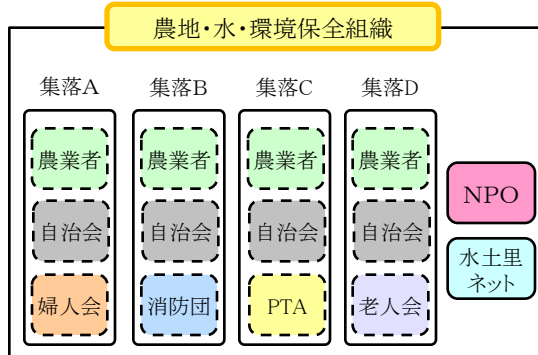 農地・水・環境保全組織
集落A 集落B 集落C 集落D
農業者 農業者 農業者 農業者
自治会 自治会 自治会 自治会
婦人会 消防団 PTA 老人会
NPO
水土里
ネット